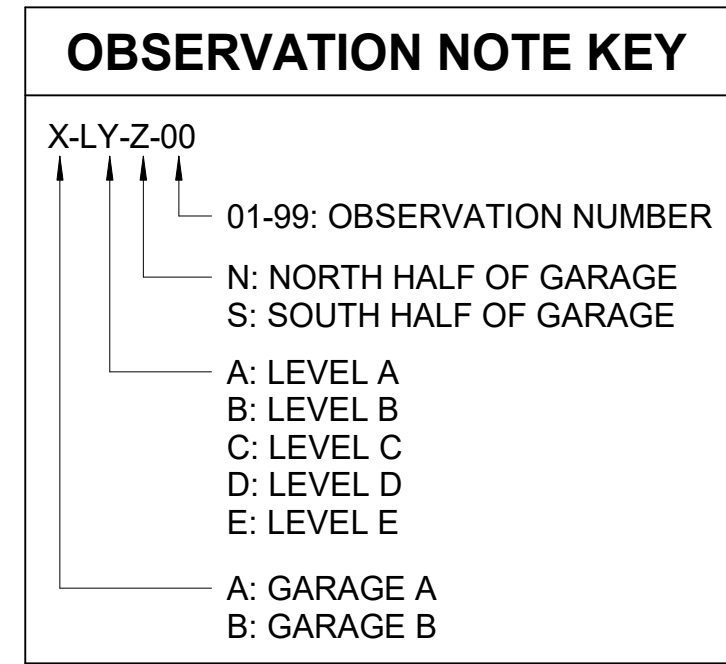 OBSERVATION NOTE KEY
X-LY-Z-00
01-99: OBSERVATION NUMBER
N: NORTH HALF OF GARAGE
S: SOUTH HALF OF GARAGE
A: LEVEL A
B: LEVEL B
C: LEVEL C
D: LEVEL D
E: LEVEL E
A: GARAGE A
B: GARAGE B